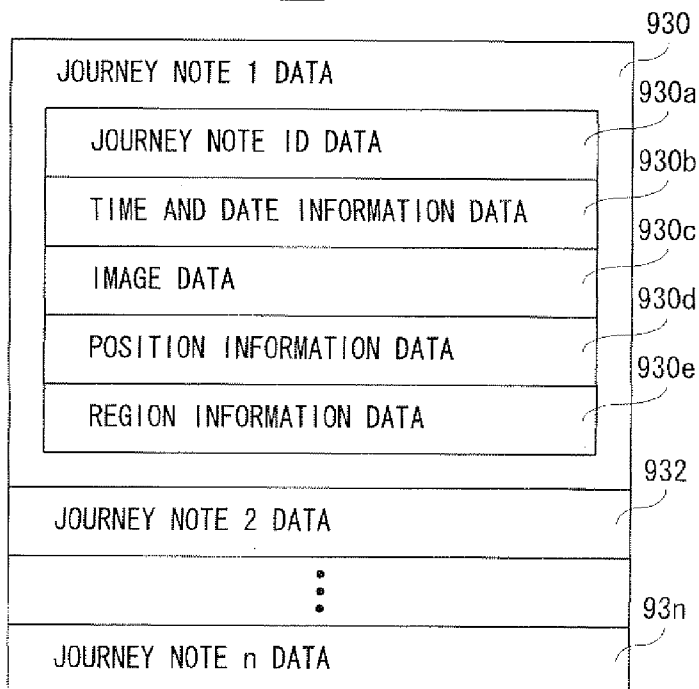 930
JOURNEY NOTE 1 DATA
930a
JOURNEY NOTE ID DATA
930b
TIME AND DATE INFORMATION DATA
930c
IMAGE DATA
930d
POSITION INFORMATION DATA
930e
REGION INFORMATION DATA
932
JOURNEY NOTE 2 DATA
93n
JOURNEY NOTE n DATA